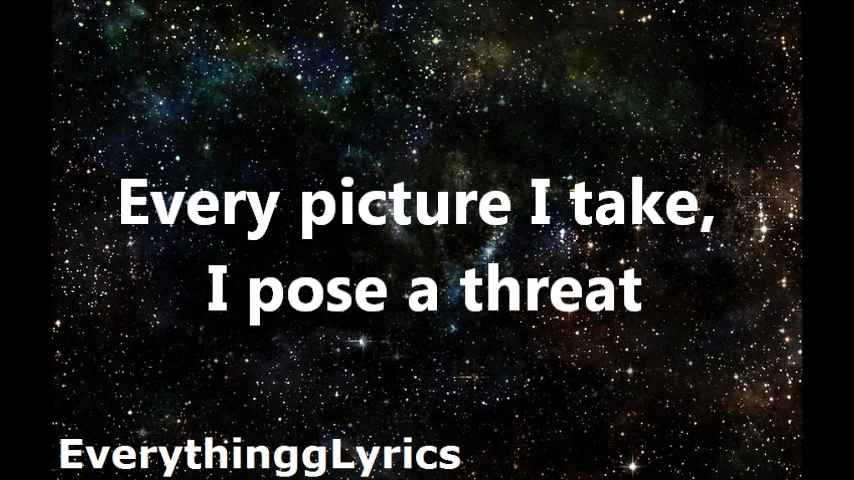 Every picture I take,
I pose a threat
EverythinggLyrics